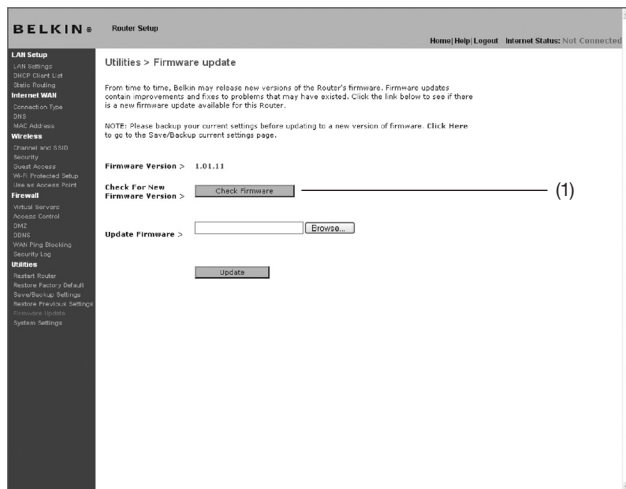 BELKIN®
Router Setup
Home|Help|Logout Internet Status: Not Connected
LAN Setup
LAN Settings
DHCP Client List
Static Routing
Internet WAN
Connection Type
DNS
MAC Address
Wireless
Channel and SSID
Security
Guest Access
Wi-Fi Protected Setup
Use as Access Point
Firewall
Virtual Servers
Access Control
DMZ
DDNS
WAN Ping Blocking
Security Log
Utilities
Restart Router
Restore Factory Default
Save/Backup Settings
Restore Previous Settings
Firmware Update
System Settings
Utilities > Firmware update
From time to time, Belkin may release new versions of the Router's firmware. Firmware updates
contain improvements and fixes to problems that may have existed. Click the link below to see if there
is a new firmware update available for this Router.
NOTE: Please backup your current settings before updating to a new version of firmware. Click Here
to go to the Save/Backup current settings page.
Firmware Version > 1.01.11
Check For New
Firmware Version > Check Firmware
(1)
Update Firmware > Browse...
Update